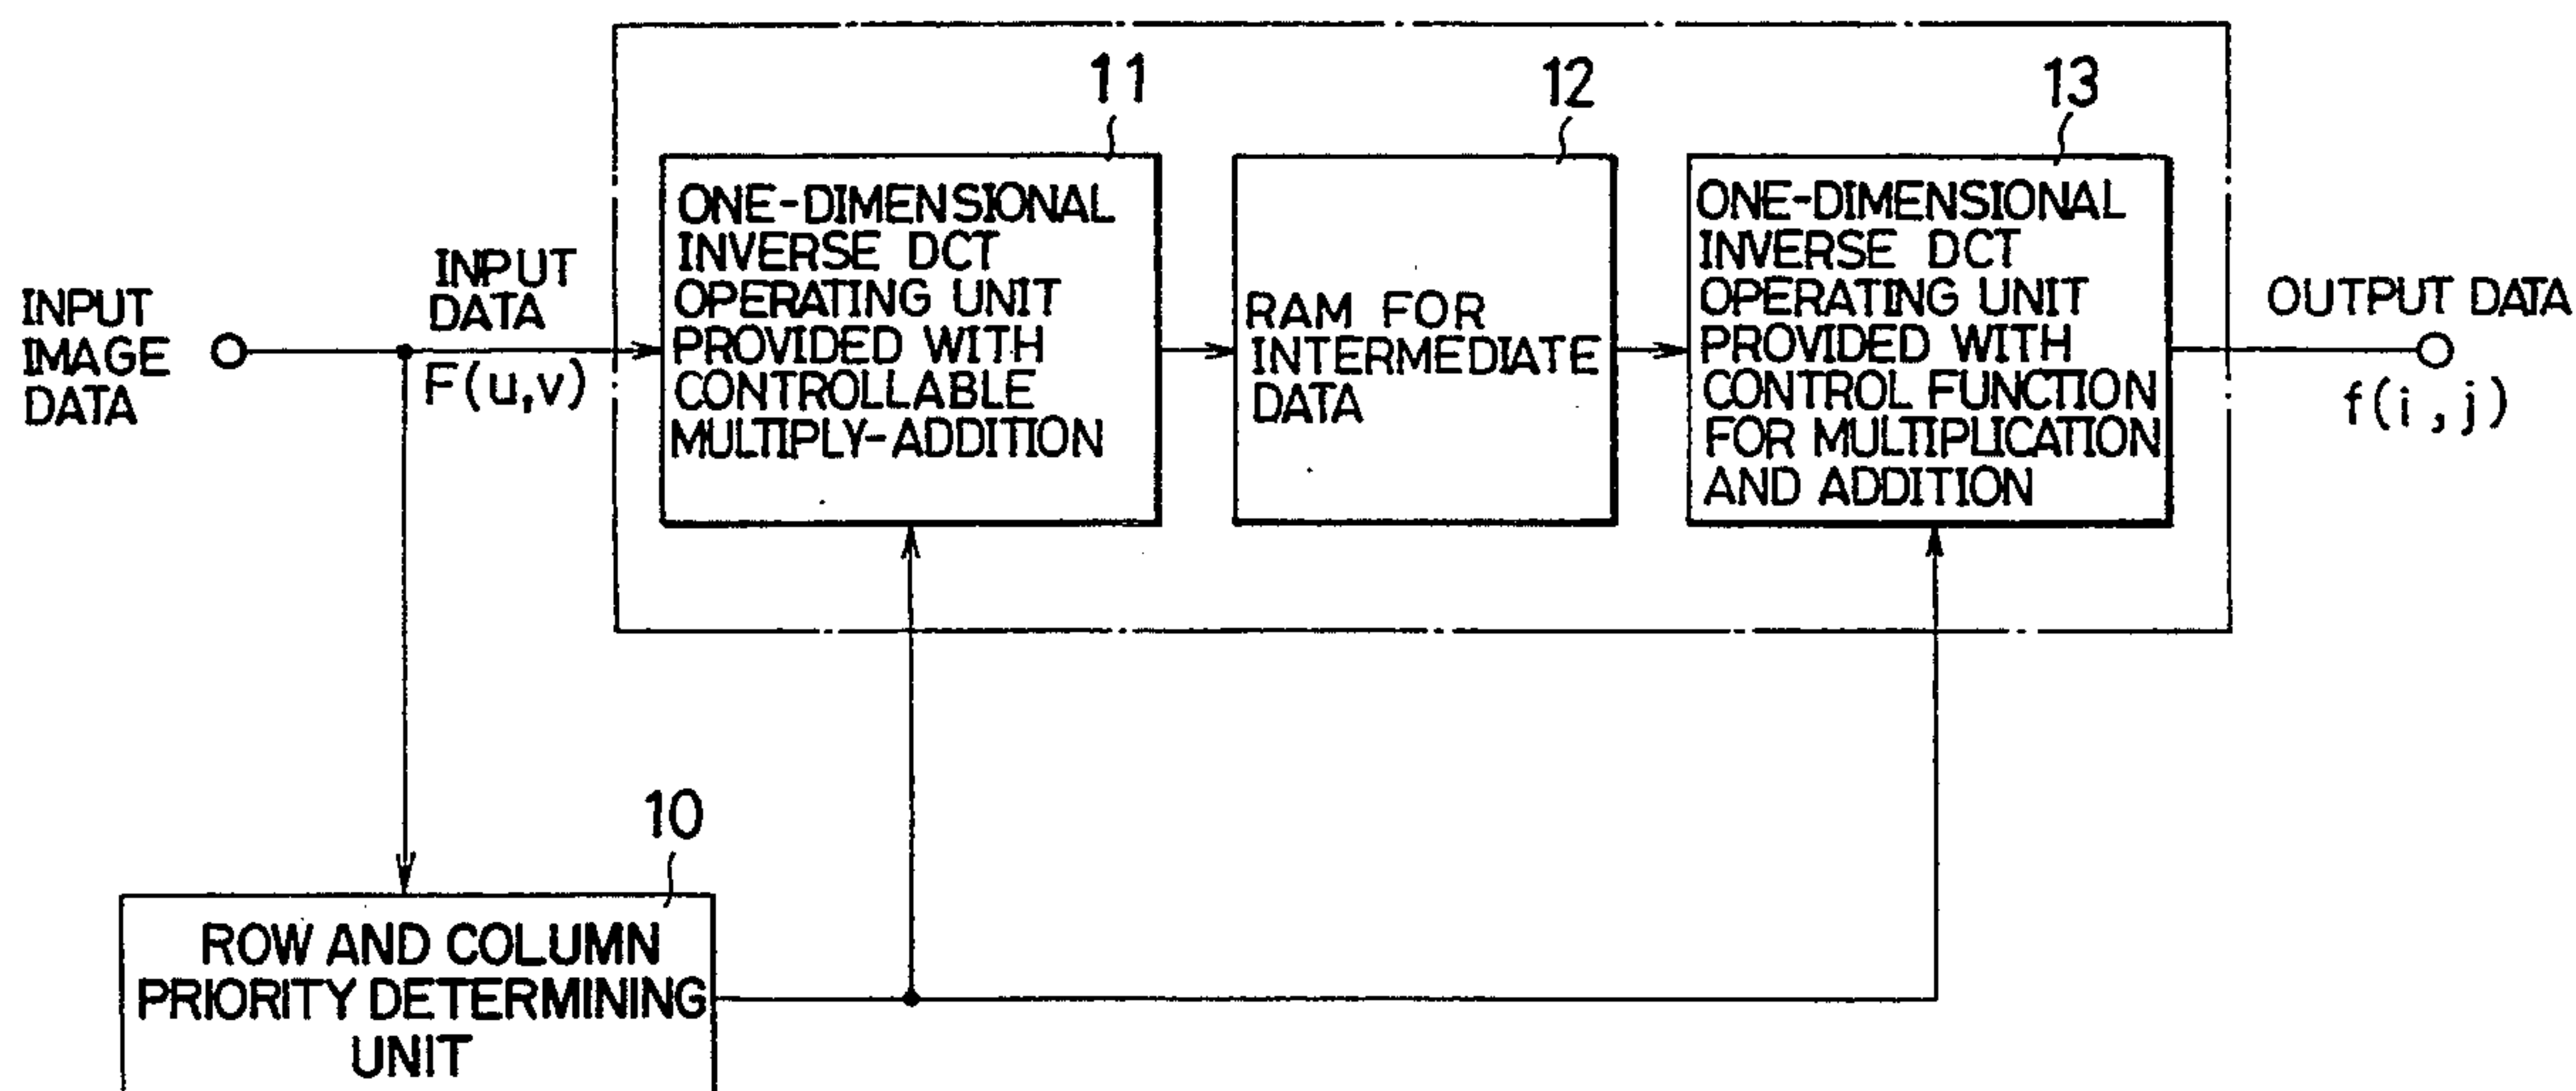 11
12
13
INPUT
IMAGE
DATA
INPUT
DATA
F(u,v)
ONE-DIMENSIONAL
INVERSE DCT
OPERATING UNIT
PROVIDED WITH
CONTROLLABLE
MULTIPLY-ADDITION
RAM FOR
INTERMEDIATE
DATA
ONE-DIMENSIONAL
INVERSE DCT
OPERATING UNIT
PROVIDED WITH
CONTROL FUNCTION
FOR MULTIPLICATION
AND ADDITION
OUTPUT DATA
f(i,j)
10
ROW AND COLUMN
PRIORITY DETERMINING
UNIT